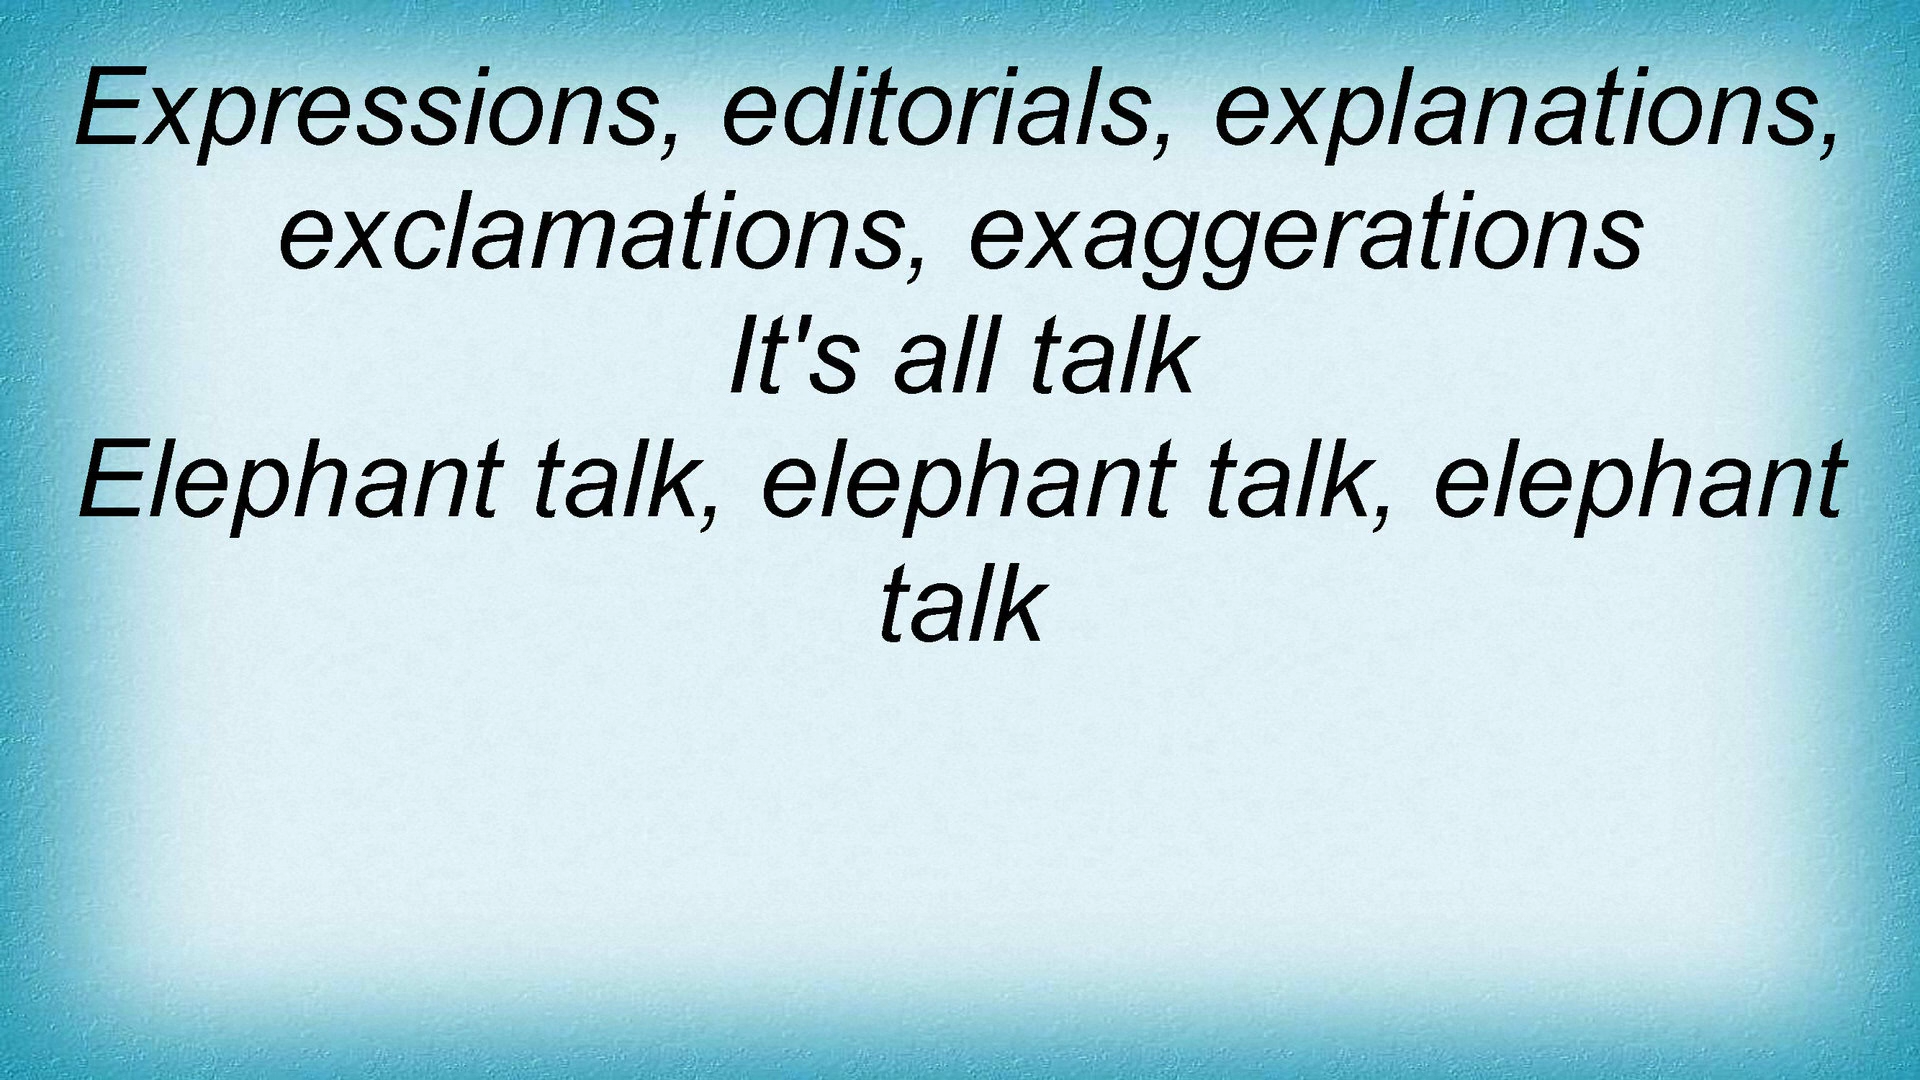 Expressions, editorials, explanations,
exclamations, exaggerations
It's all talk
Elephant talk, elephant talk, elephant
talk